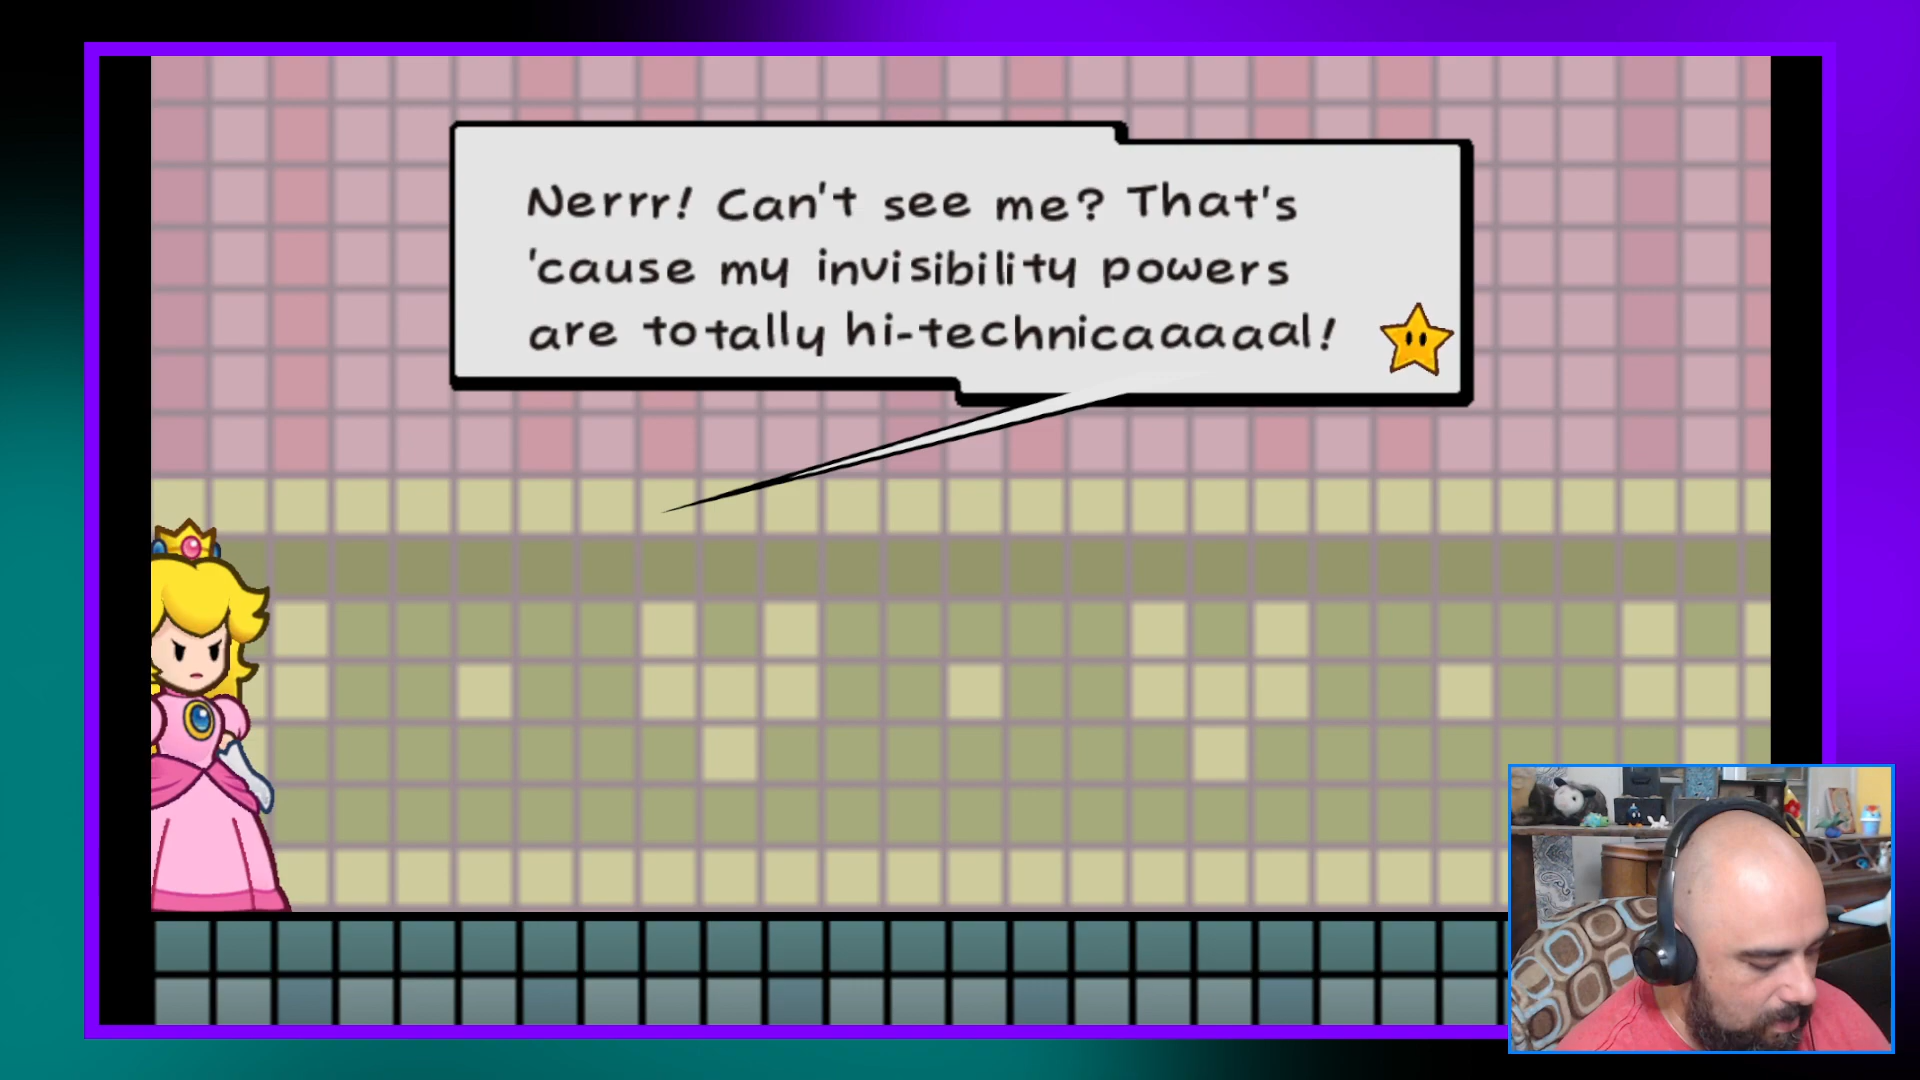 Nerrr! Can't see me? That's
'cause my invisibility powers
are totally hi-technicaaaaal!